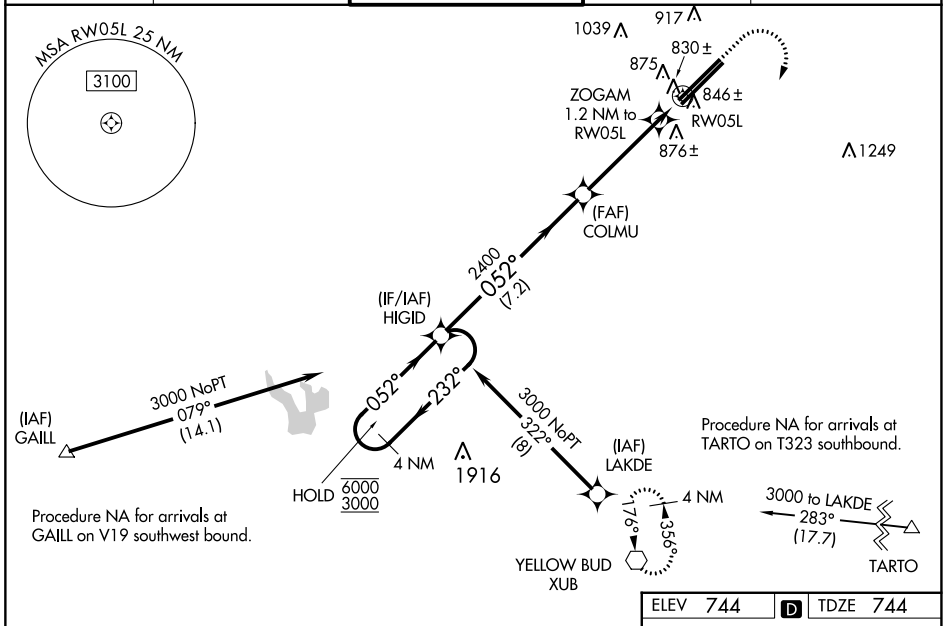 MSA RW05L 25 NM
3100
1039
917
830±
875
846±
ZOGAM
1.2 NM to
RW05L
RW05L
876±
1249
(FAF)
COLMU
2400
052°
(7.2)
(IF/IAF)
HIGID
3000 NoPT
079°
(14.1)
(IAF)
GAILL
052°
232°
4 NM
HOLD
6000
3000
1916
3000 NoPT
322°
(8)
(IAF)
LAKDE
Procedure NA for arrivals at
TARTO on T323 southbound.
Procedure NA for arrivals at
GAILL on V19 southwest bound.
4 NM
176°
356°
YELLOW BUD
XUB
3000 to LAKDE
283°
(17.7)
TARTO
ELEV 744 D TDZE 744